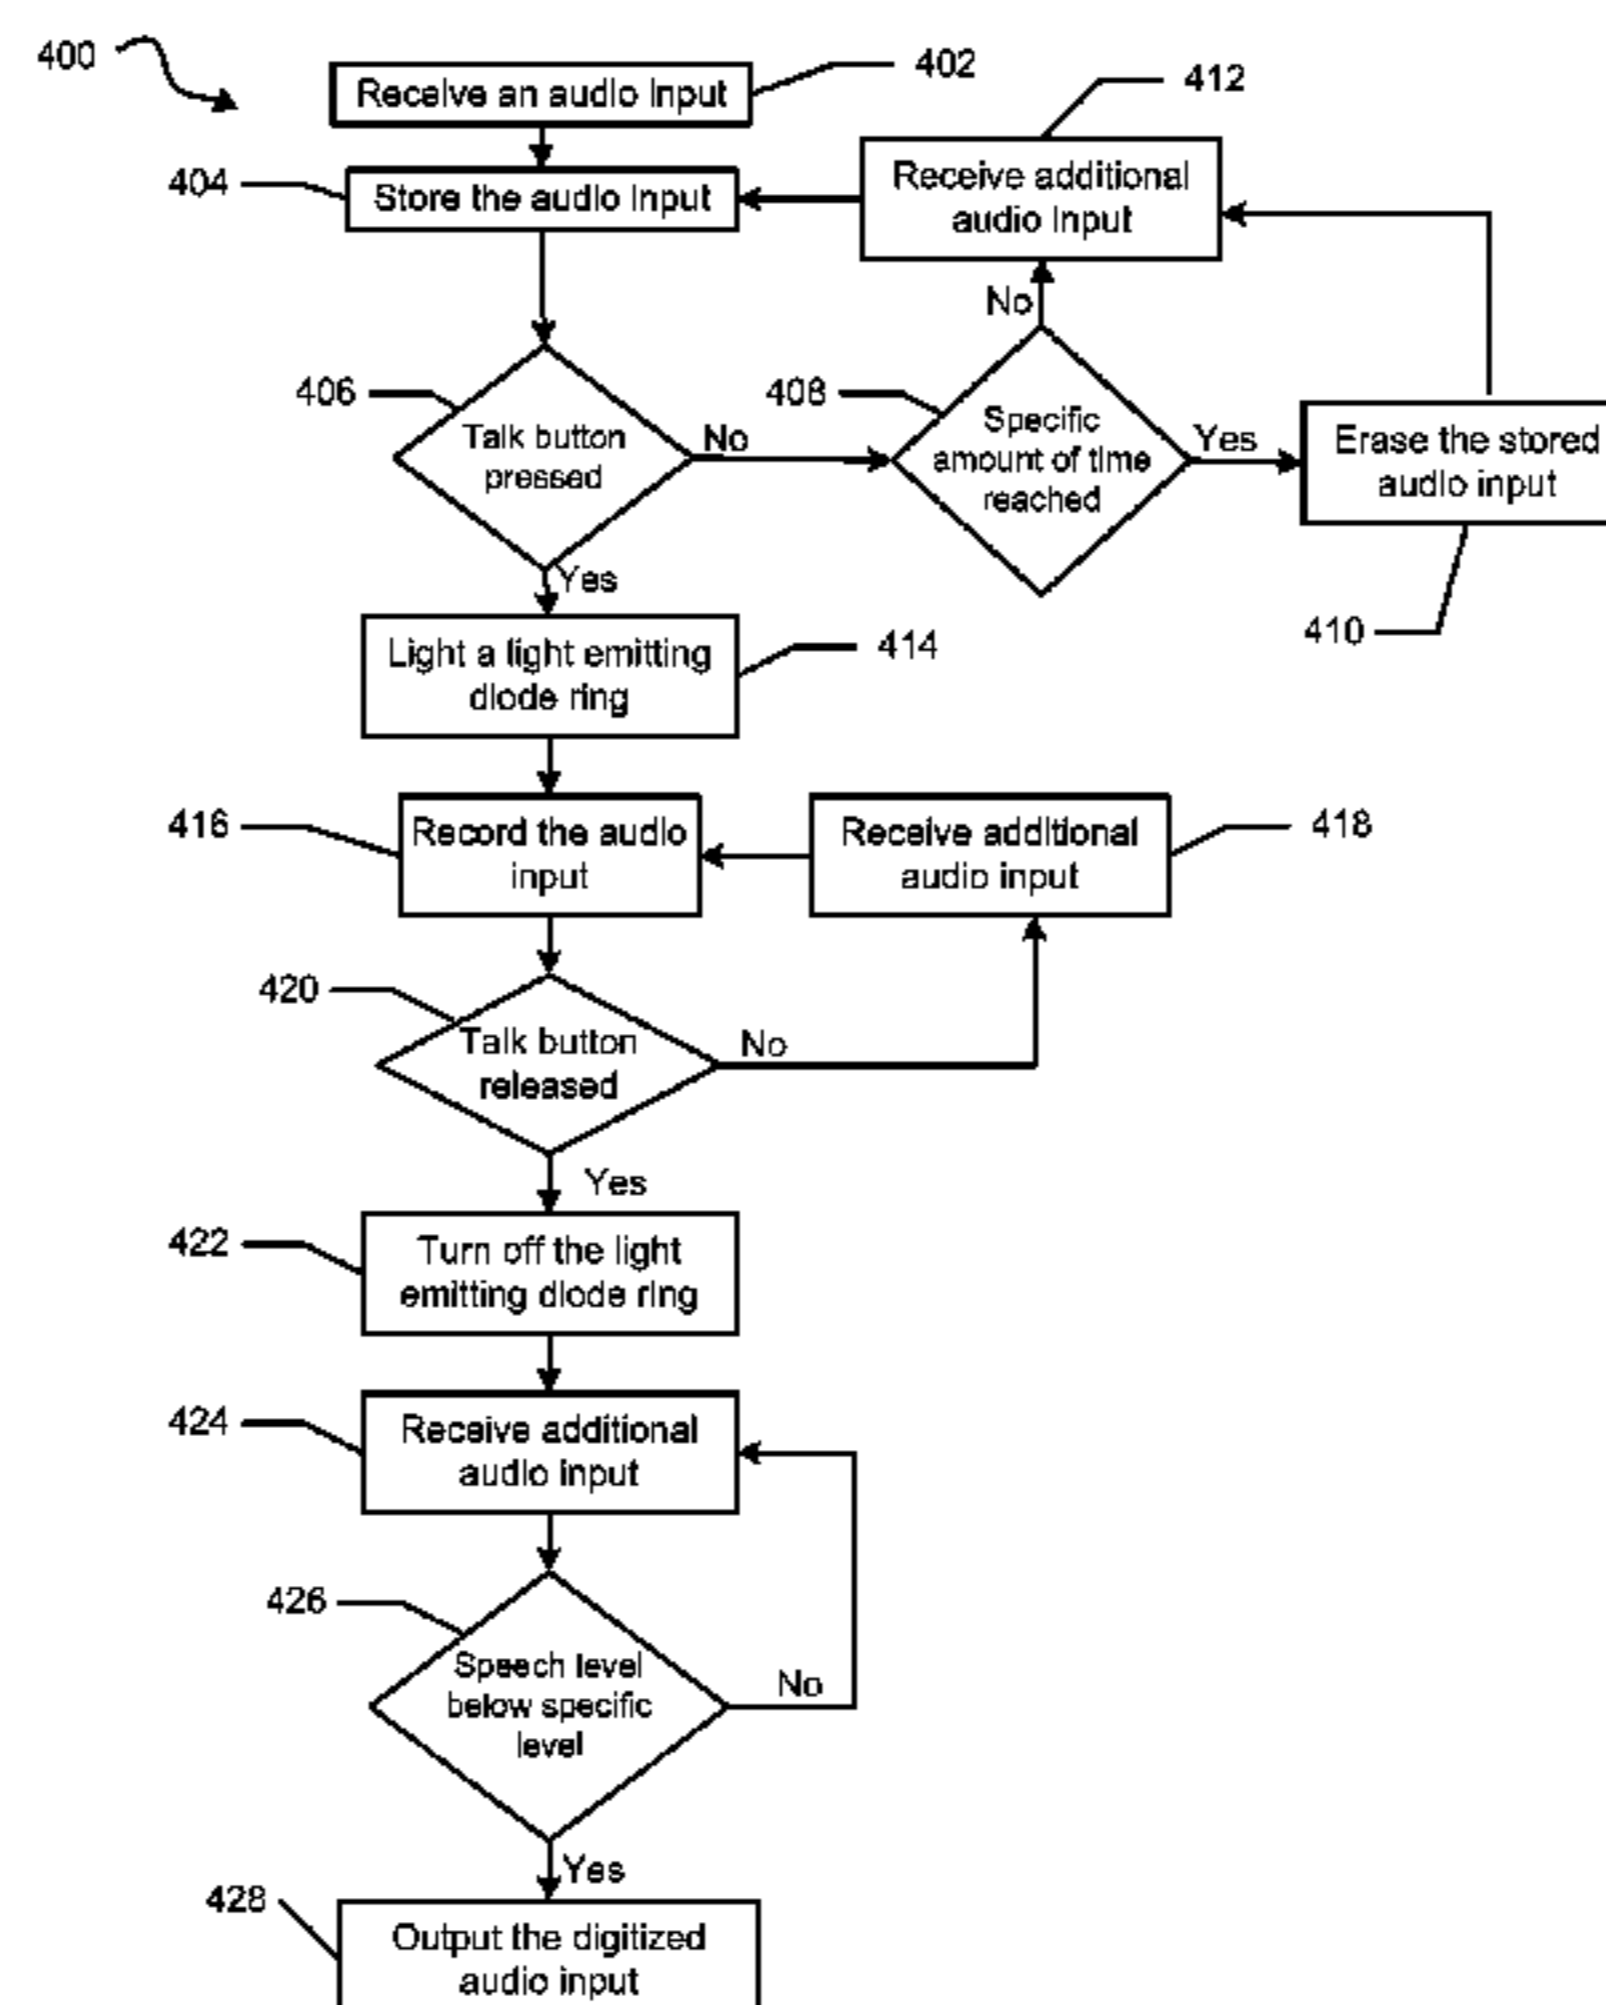 400
Receive an audio input
402
412
Receive additional
audio input
404
Store the audio input
No
406
Talk button
pressed
No
408
Specific
amount of time
reached
Yes
Erase the stored
audio input
410
Yes
Light a light emitting
diode ring
414
416
Record the audio
input
Receive additional
audio input
418
420
Talk button
released
No
Yes
422
Turn off the light
emitting diode ring
424
Receive additional
audio input
426
Speech level
below specific
level
No
Yes
428
Output the digitized
audio input